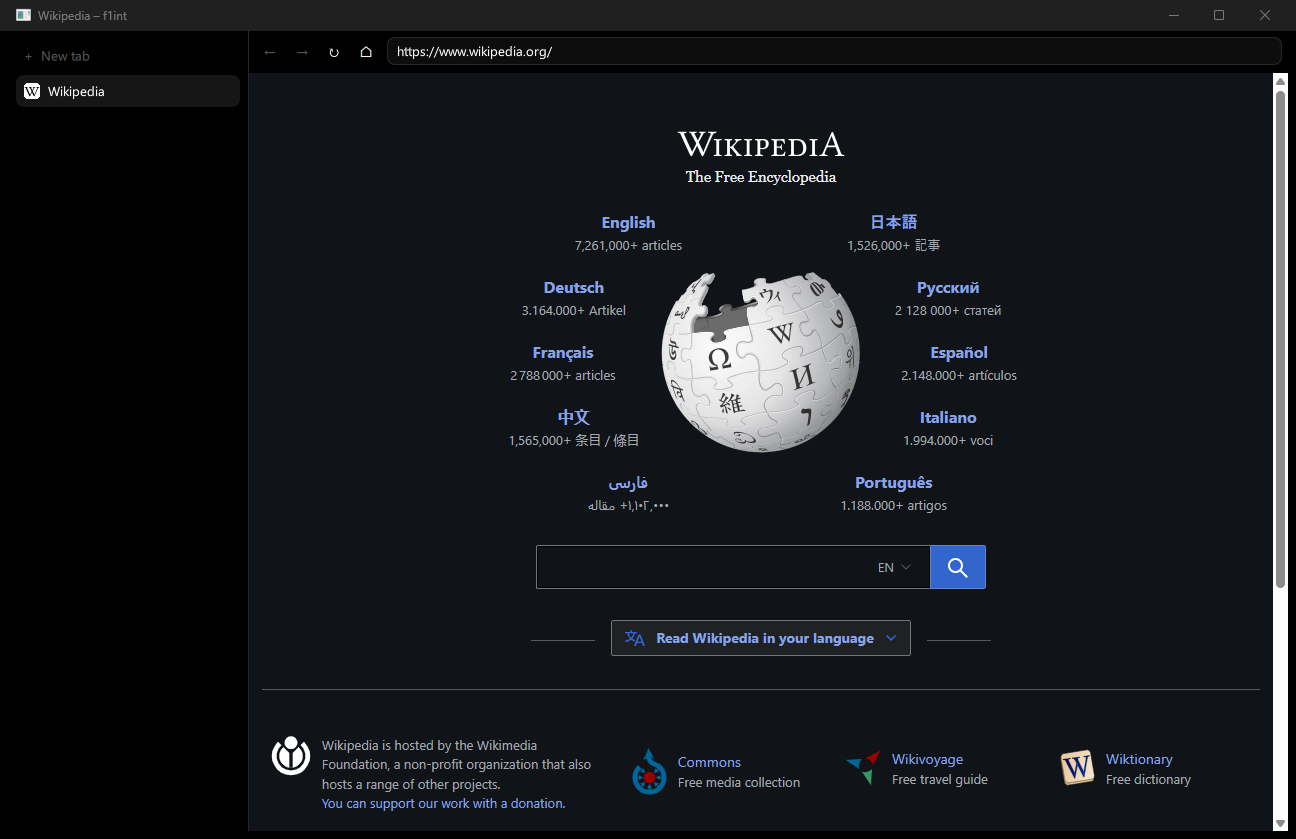 Wikipedia – f1int
+ New tab
Wikipedia
https://www.wikipedia.org/
WIKIPEDIA
The Free Encyclopedia
English
7,261,000+ articles
日本語
1,526,000+ 記事
Deutsch
3.164.000+ Artikel
Русский
2 128 000+ статей
Français
2 788 000+ articles
Español
2.148.000+ artículos
中文
1,565,000+ 条目 / 條目
Italiano
1.994.000+ voci
فارسی
۱٬۱۰۲٬۰۰۰+ مقاله
Português
1.188.000+ artigos
Ω
W
ウィ
И
維
EN
Read Wikipedia in your language
Wikipedia is hosted by the Wikimedia
Foundation, a non-profit organization that also
hosts a range of other projects.
You can support our work with a donation.
Commons
Free media collection
Wikivoyage
Free travel guide
W
Wiktionary
Free dictionary